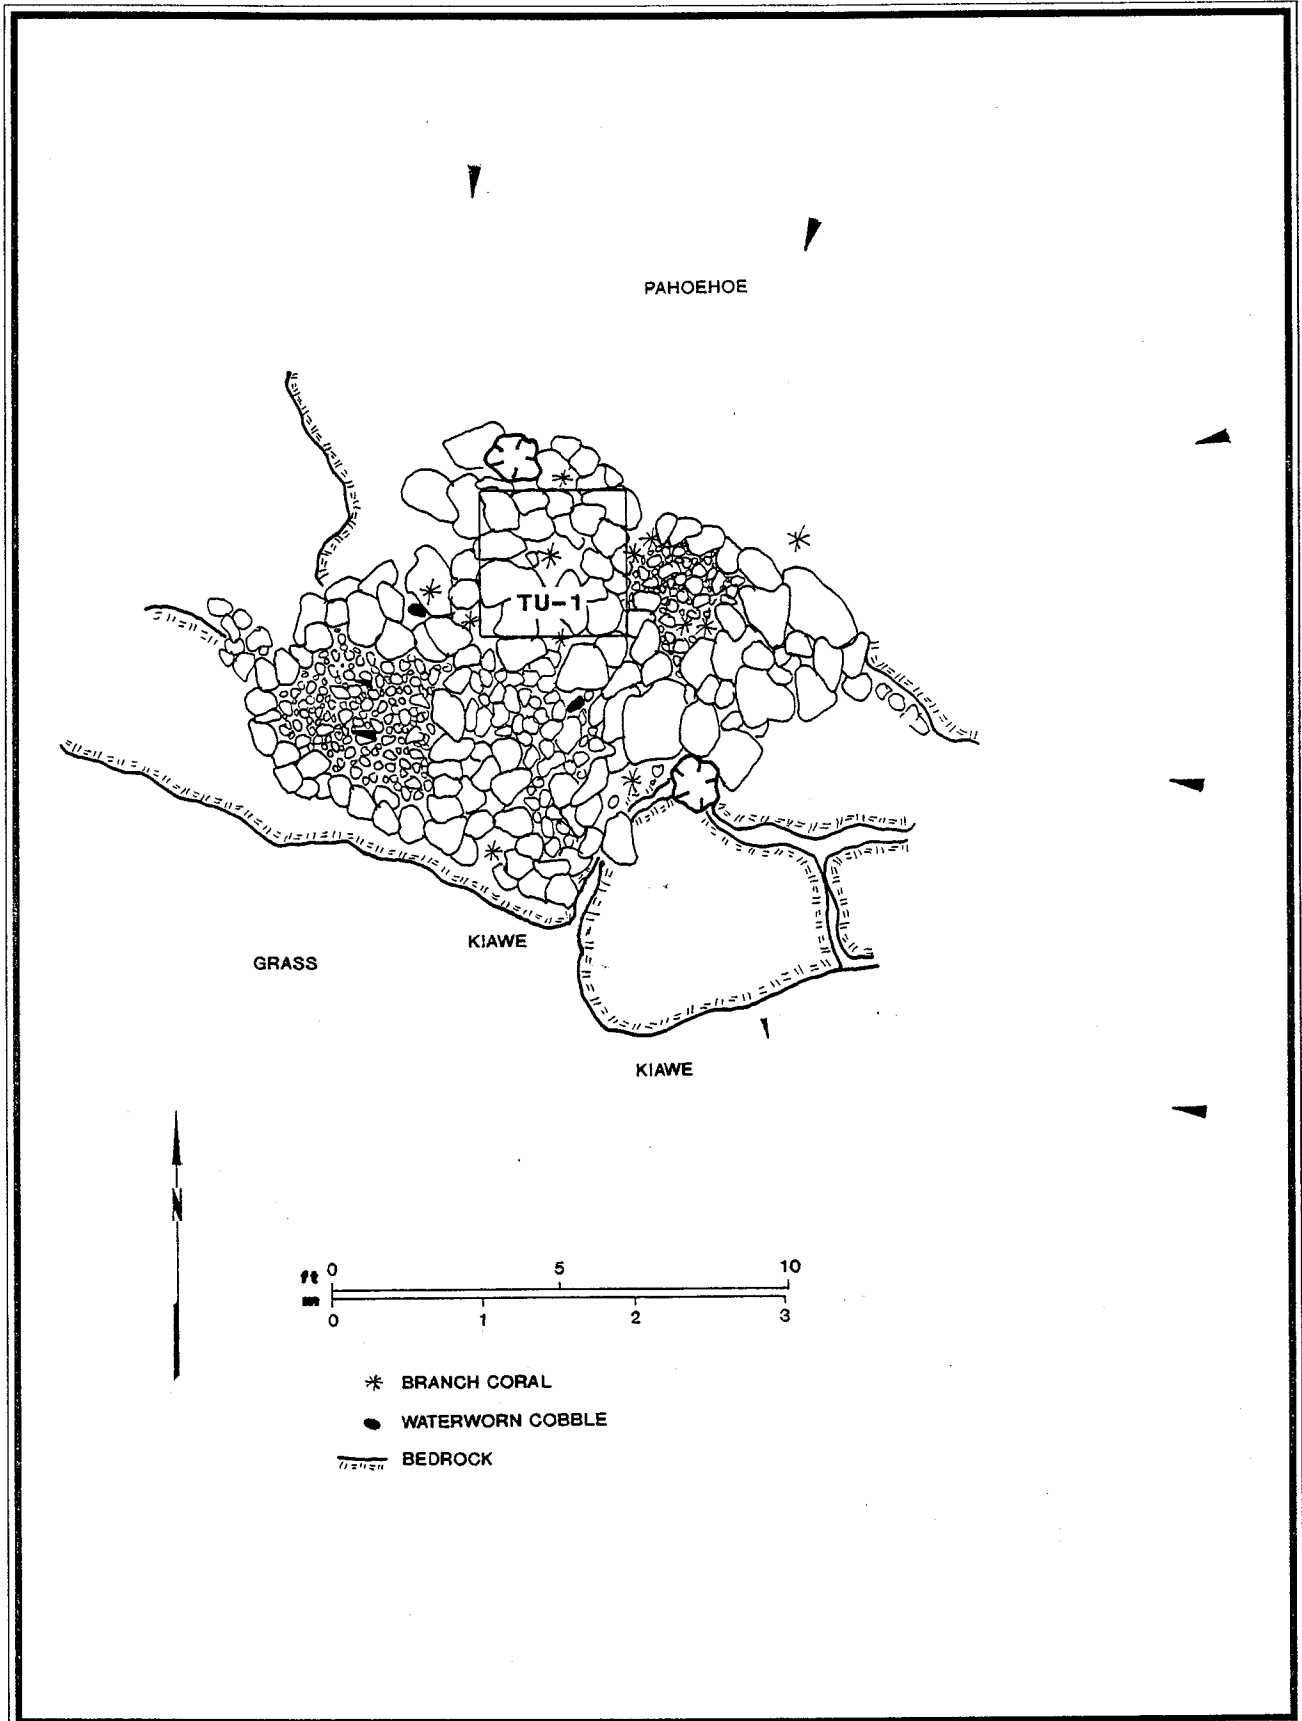 PAHOEHOE
TU-1
KIAWE
GRASS
KIAWE
N
ft 0 5 10
m
0 1 2 3
BRANCH CORAL
WATERWORN COBBLE
BEDROCK